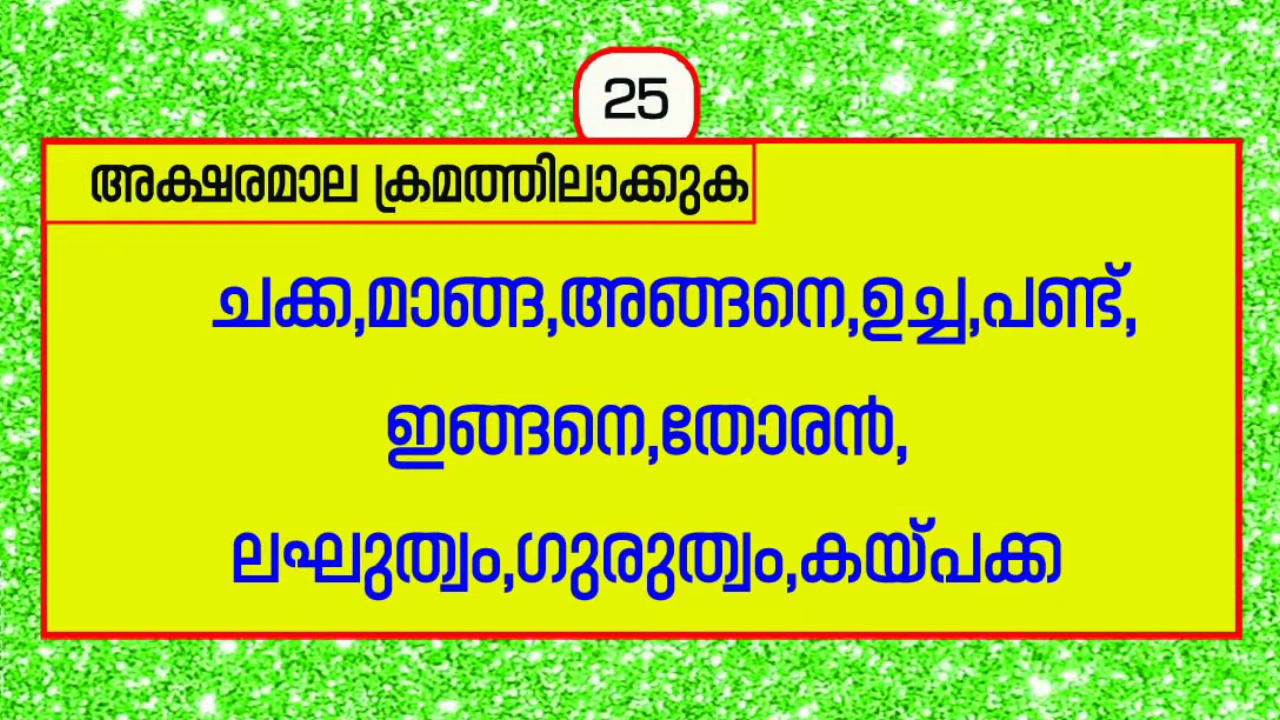 25
അക്ഷരമാല ക്രമത്തിലാക്കുക
ചക്ക,മാങ്ങ,അങ്ങനെ,ഉച്ച,പണ്ട്,
ഇങ്ങനെ,തോരൻ,
ലഘുത്വം,ഗുരുത്വം,കയ്പക്ക